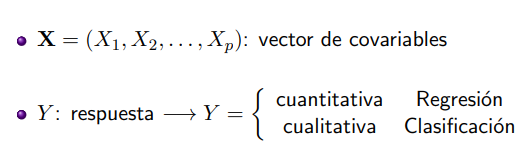 • X = (X₁, X₂, . . . , Xₚ): vector de covariables
• Y: respuesta ⟶ Y = { cuantitativa Regresión
cualitativa Clasificación